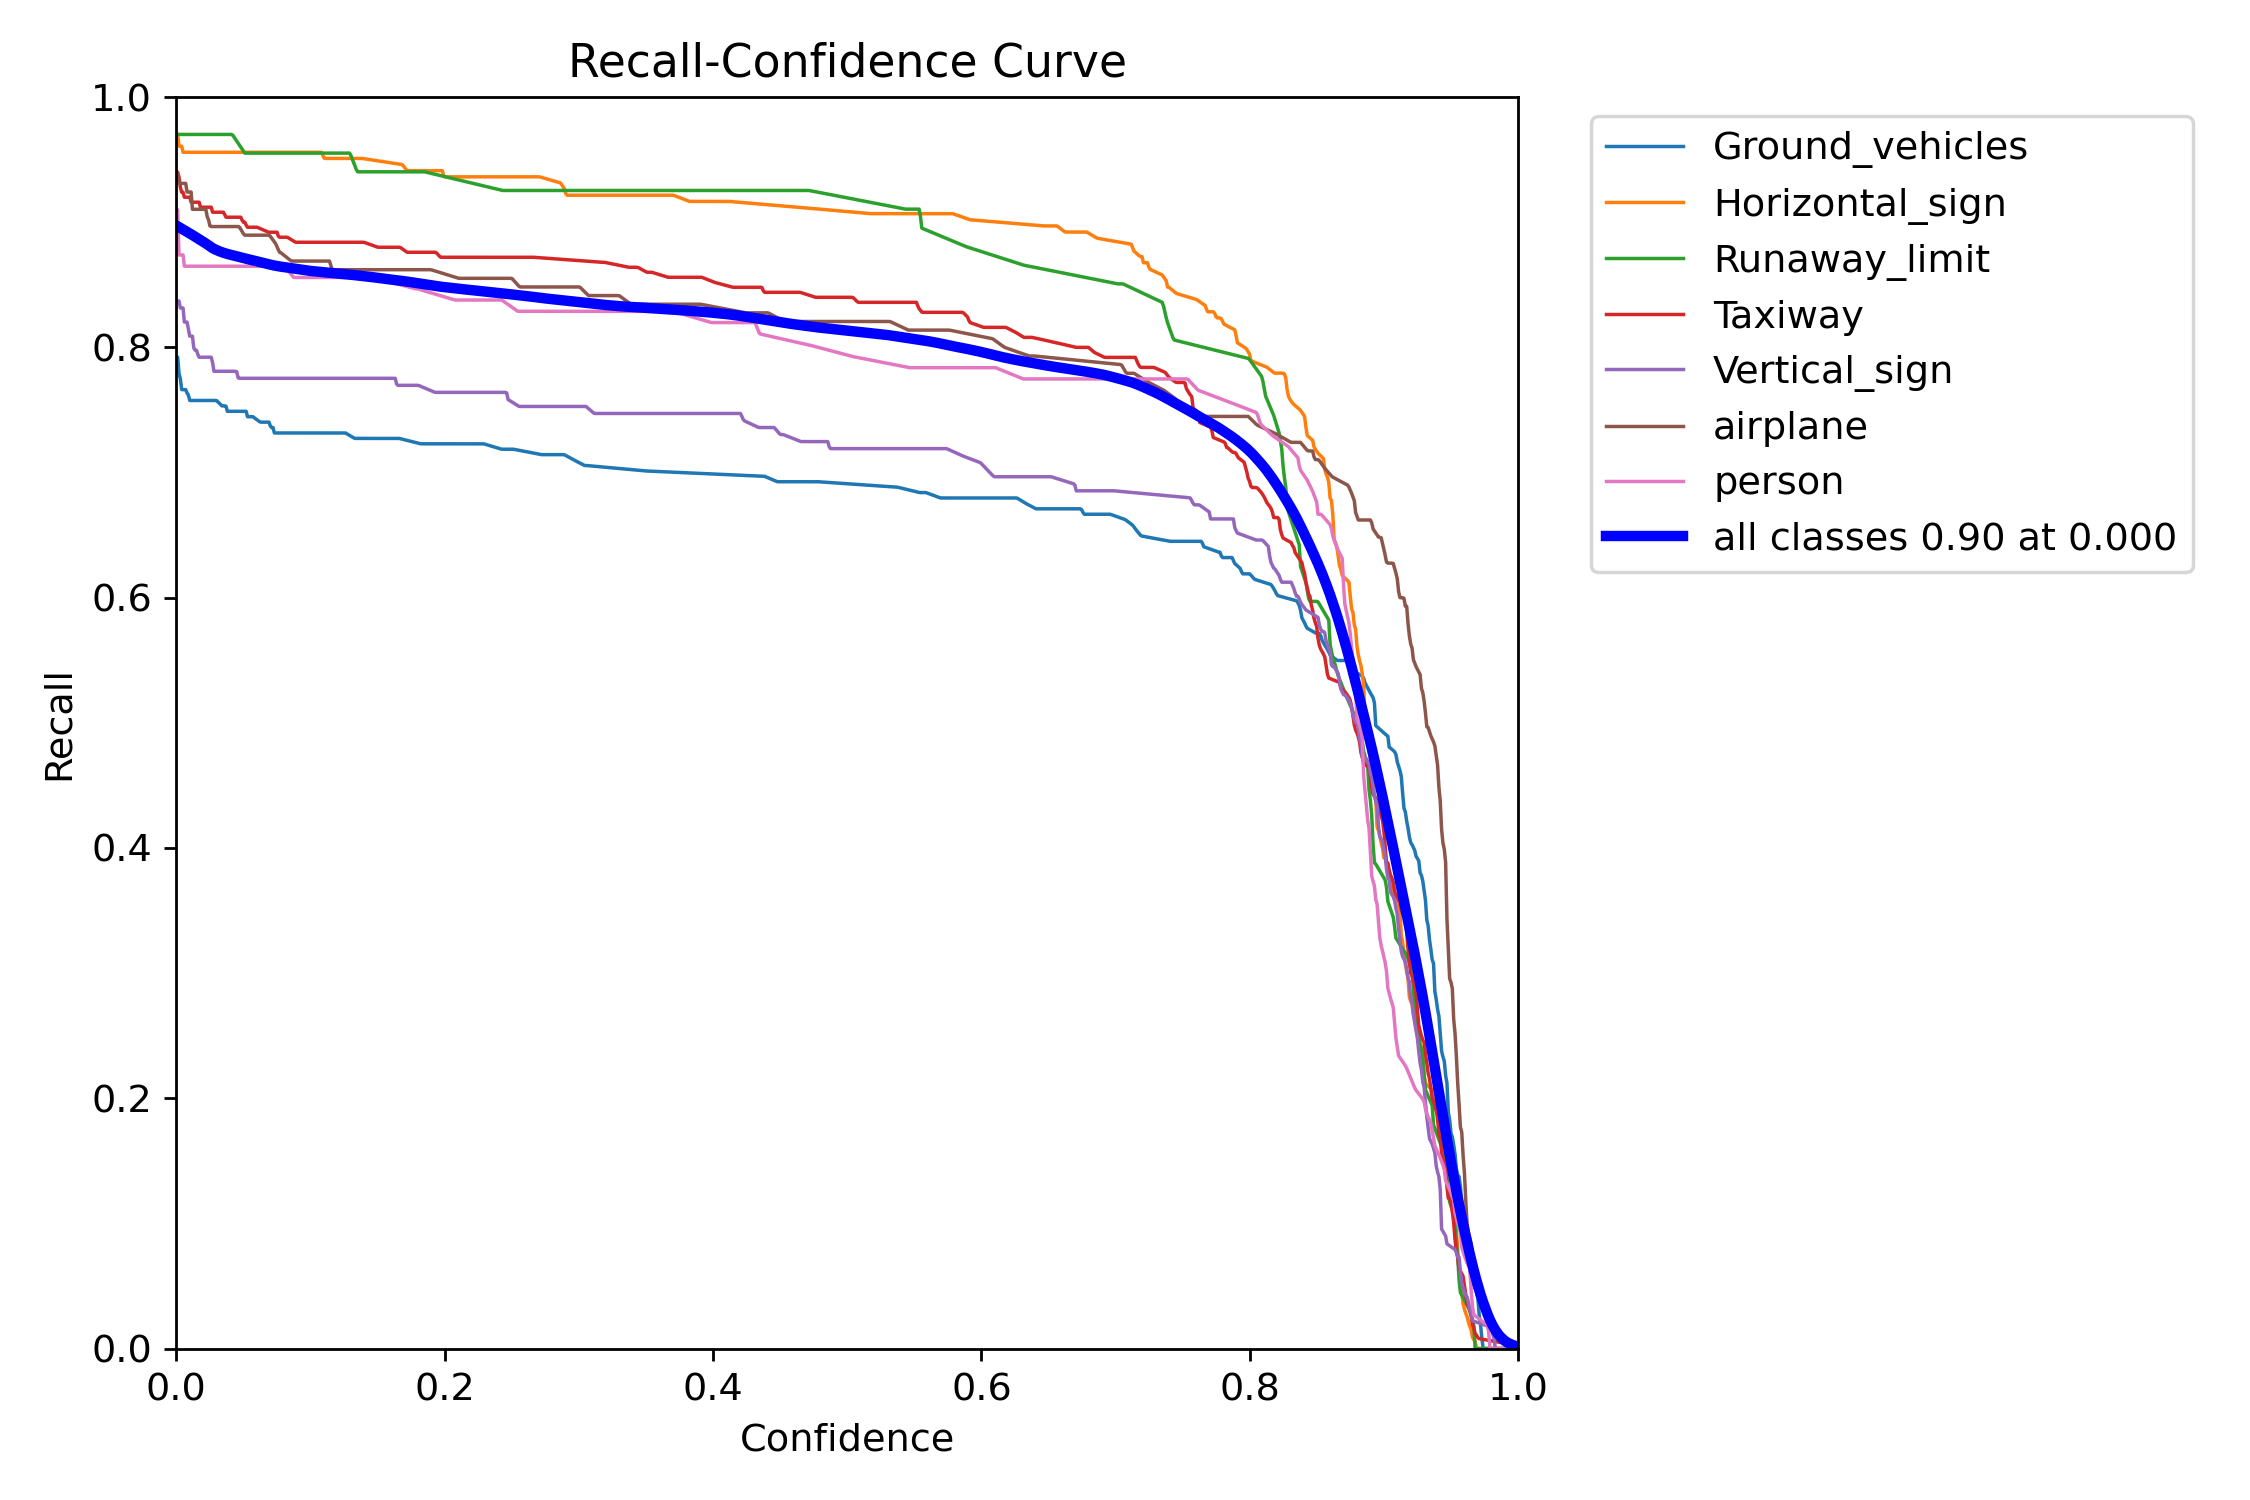 Recall-Confidence Curve
1.0
0.8
0.6
0.4
0.2
0.0
Recall
0.0 0.2 0.4 0.6 0.8 1.0
Confidence
Ground_vehicles
Horizontal_sign
Runaway_limit
Taxiway
Vertical_sign
airplane
person
all classes 0.90 at 0.000